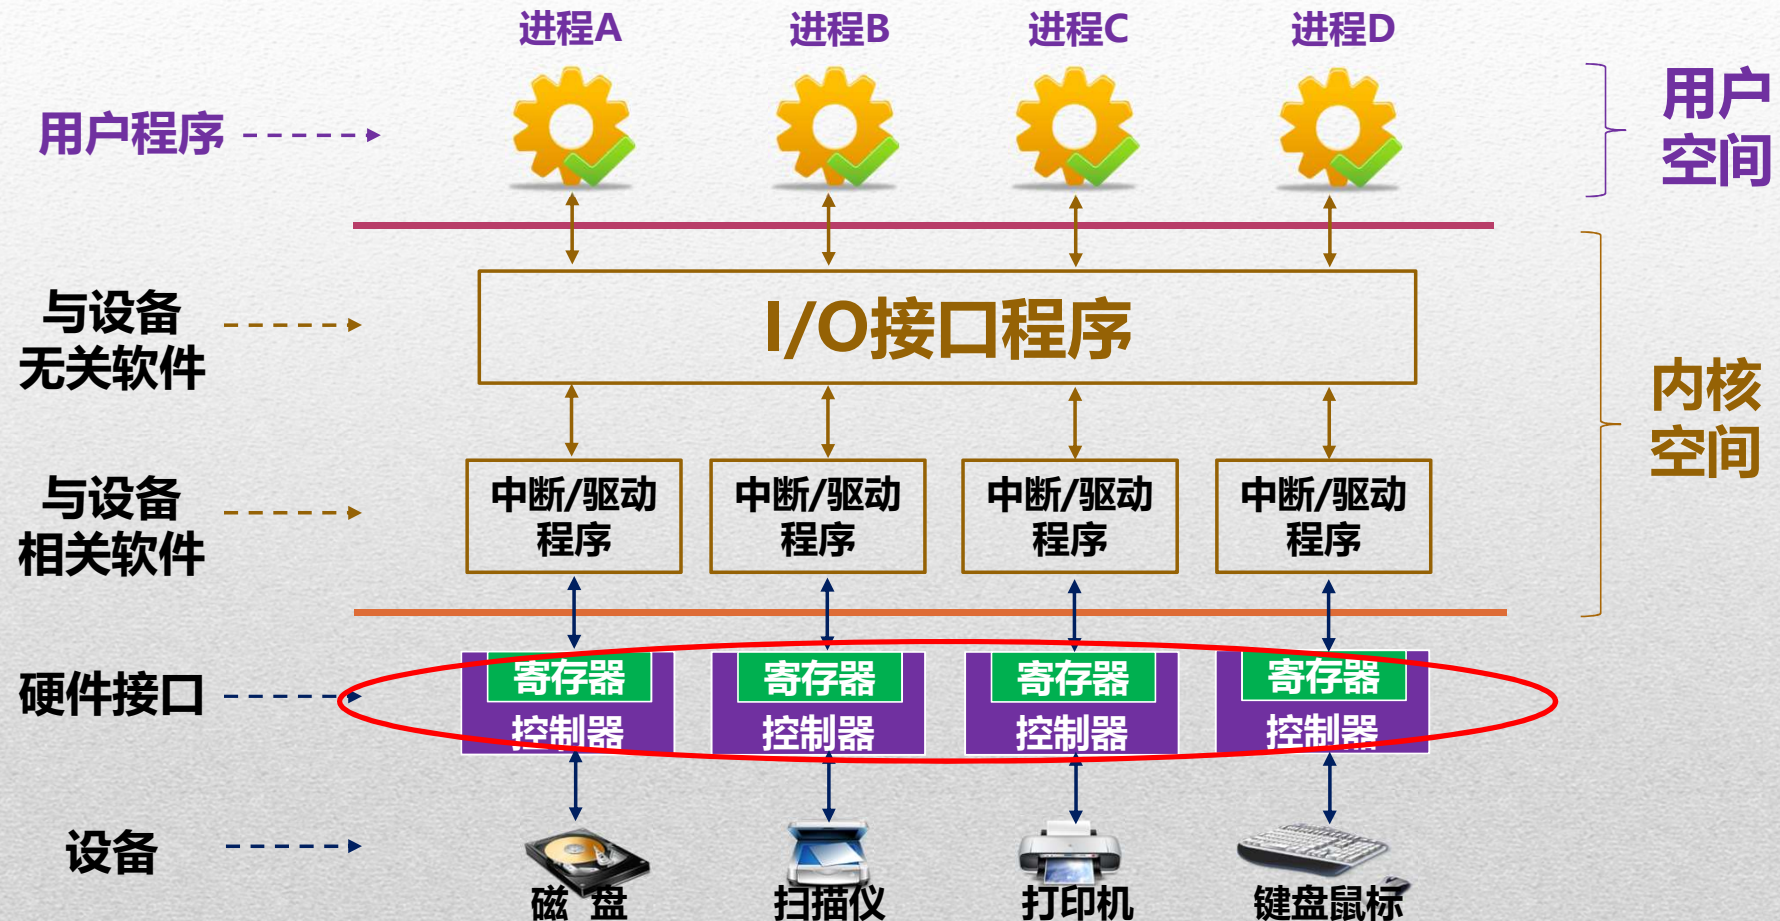 进程A
进程B
进程C
进程D
用户程序
用户
空间
与设备
无关软件
I/O接口程序
内核
空间
与设备
相关软件
中断/驱动
程序
中断/驱动
程序
中断/驱动
程序
中断/驱动
程序
硬件接口
寄存器
控制器
寄存器
控制器
寄存器
控制器
寄存器
控制器
设备
磁 盘
扫描仪
打印机
键盘鼠标